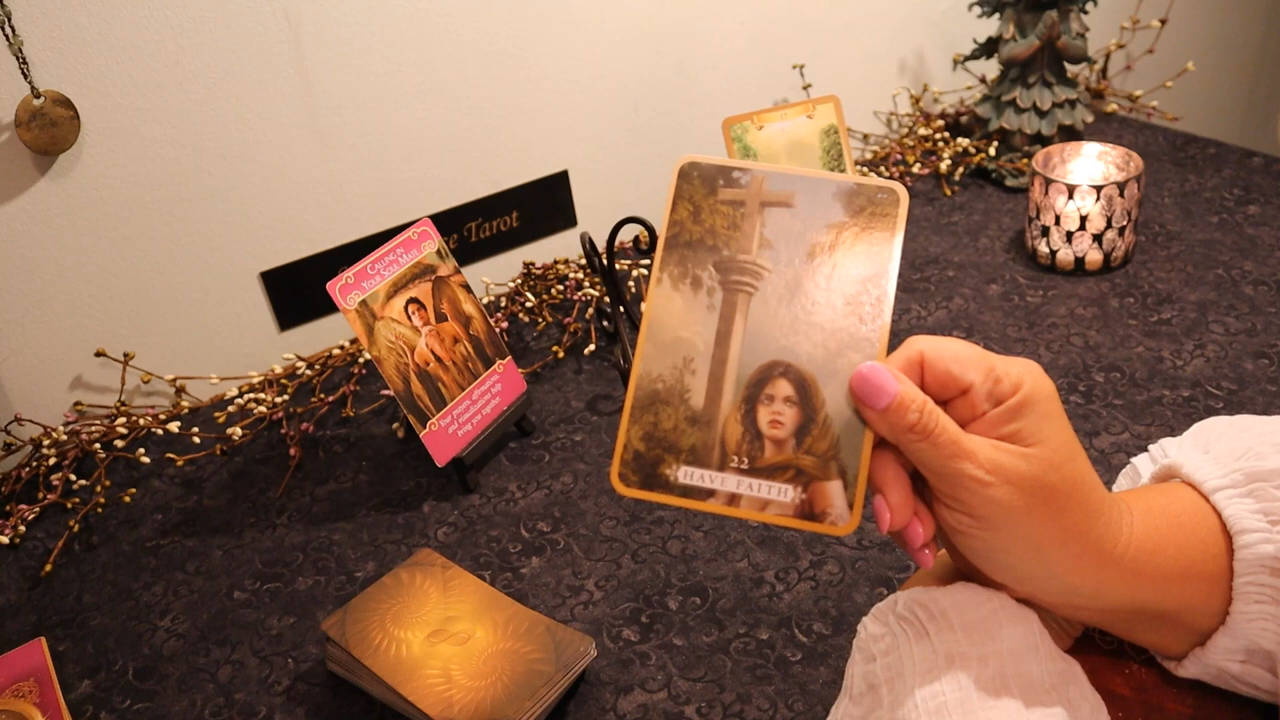 Tarot
CALLING IN
YOUR SOUL MATE
Your prayers, affirmations,
and visualizations help
bring you together.
22
HAVE FAITH